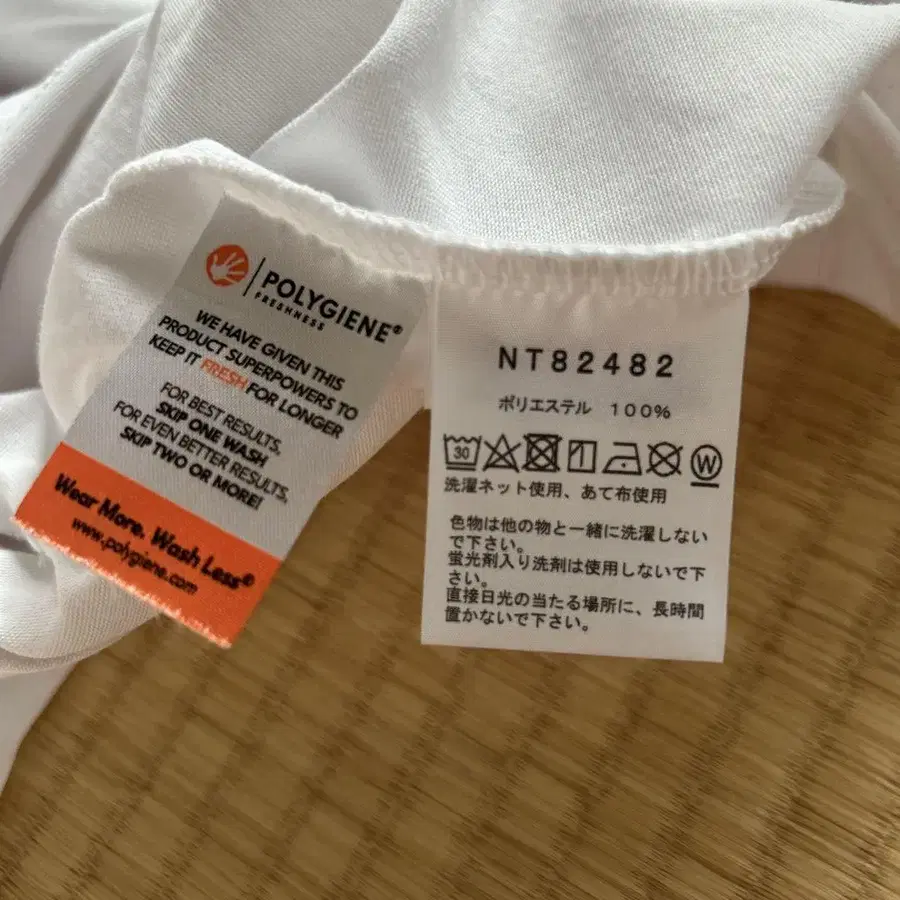 POLYGIENE®
FRESHNESS
WE HAVE GIVEN THIS
PRODUCT SUPERPOWERS TO
KEEP IT FRESH FOR LONGER
FOR BEST RESULTS,
SKIP ONE WASH
FOR EVEN BETTER RESULTS,
SKIP TWO OR MORE!
Wear More. Wash Less®
www.polygiene.com
NT82482
ポリエステル 100%
30
W
洗濯ネット使用、あて布使用
色物は他の物と一緒に洗濯しない
で下さい。
蛍光剤入り洗剤は使用しないで下
さい。
直接日光の当たる場所に、長時間
置かないで下さい。